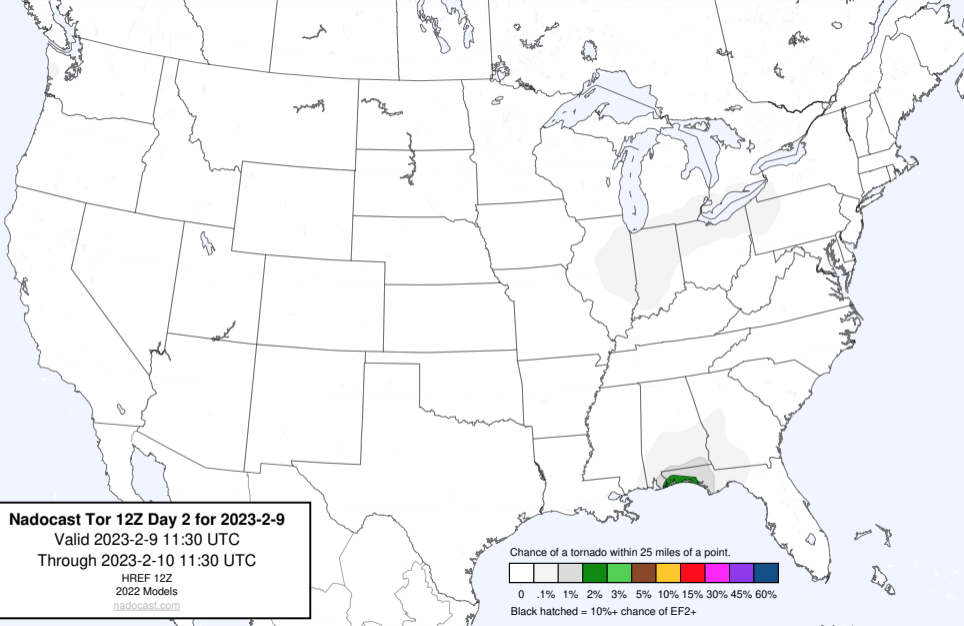 Nadocast Tor 12Z Day 2 for 2023-2-9
Valid 2023-2-9 11:30 UTC
Through 2023-2-10 11:30 UTC
HREF 12Z
2022 Models
nadocast.com
Chance of a tornado within 25 miles of a point.
0 .1% 1% 2% 3% 5% 10% 15% 30% 45% 60%
Black hatched = 10%+ chance of EF2+